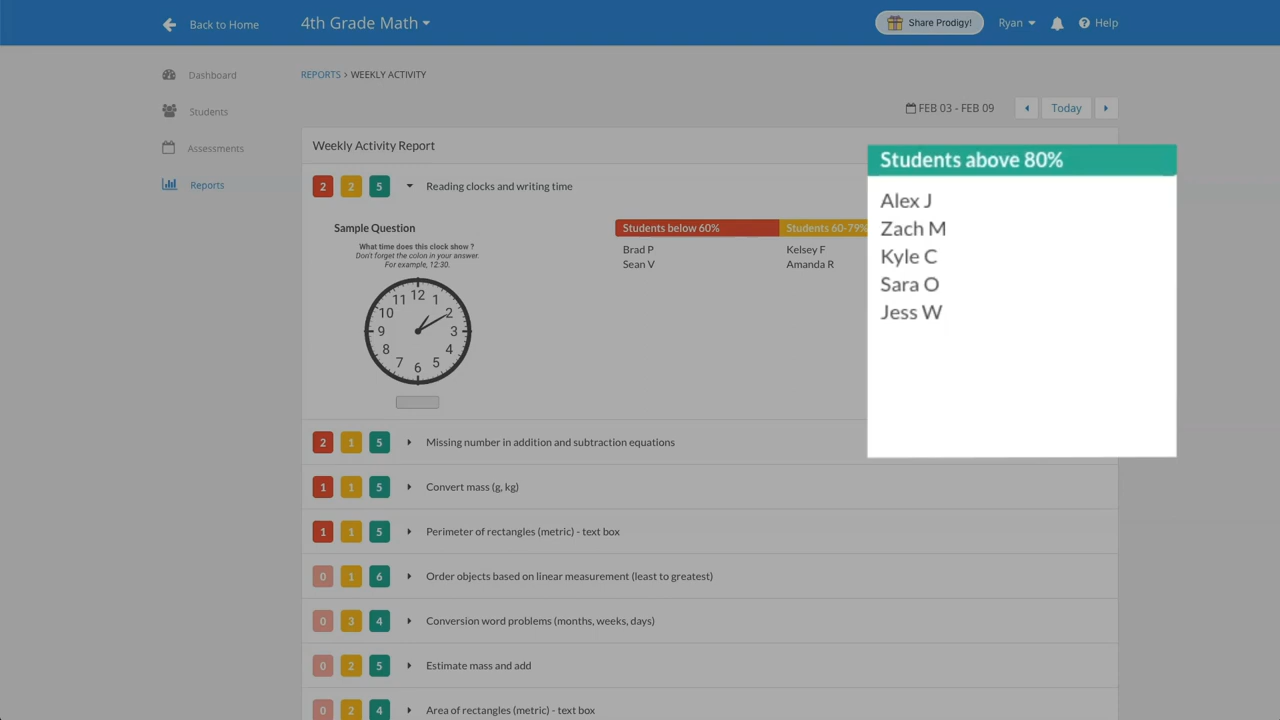 Back to Home
4th Grade Math
Share Prodigy!
Ryan
Help
Dashboard
Students
Assessments
Reports
REPORTS › WEEKLY ACTIVITY
FEB 03 - FEB 09
Today
Weekly Activity Report
2 2 5 Reading clocks and writing time
Sample Question
What time does this clock show ?
Don't forget the colon in your answer.
For example, 12:30.
12
11 1
10 2
9 3
8 4
7 5
6
Students below 60%
Brad P
Sean V
Students 60-79%
Kelsey F
Amanda R
Students above 80%
Alex J
Zach M
Kyle C
Sara O
Jess W
2 1 5 Missing number in addition and subtraction equations
1 1 5 Convert mass (g, kg)
1 1 5 Perimeter of rectangles (metric) - text box
0 1 6 Order objects based on linear measurement (least to greatest)
0 3 4 Conversion word problems (months, weeks, days)
0 2 5 Estimate mass and add
0 2 4 Area of rectangles (metric) - text box